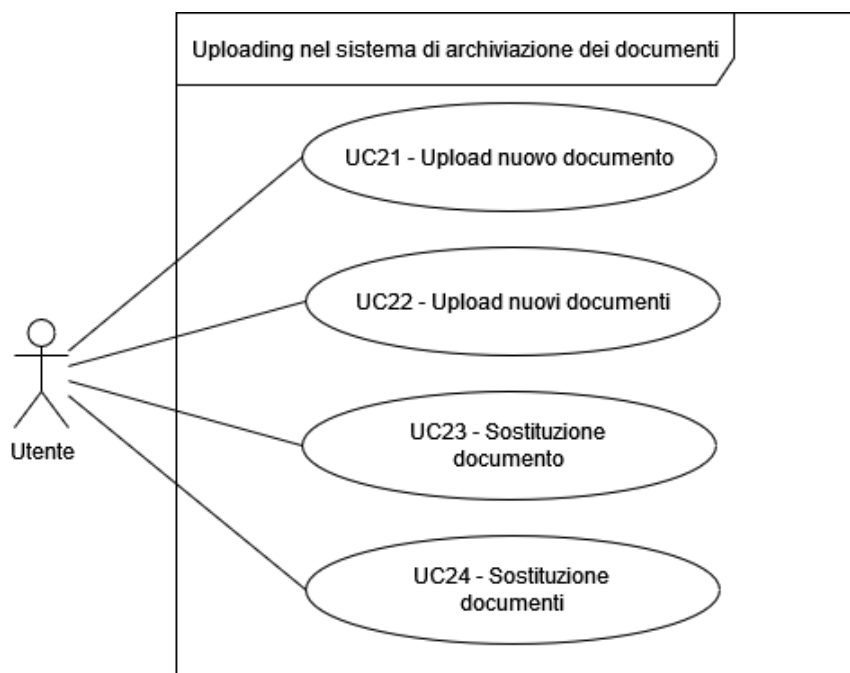 Uploading nel sistema di archiviazione dei documenti
UC21 - Upload nuovo documento
UC22 - Upload nuovi documenti
UC23 - Sostituzione
documento
Utente
UC24 - Sostituzione
documenti